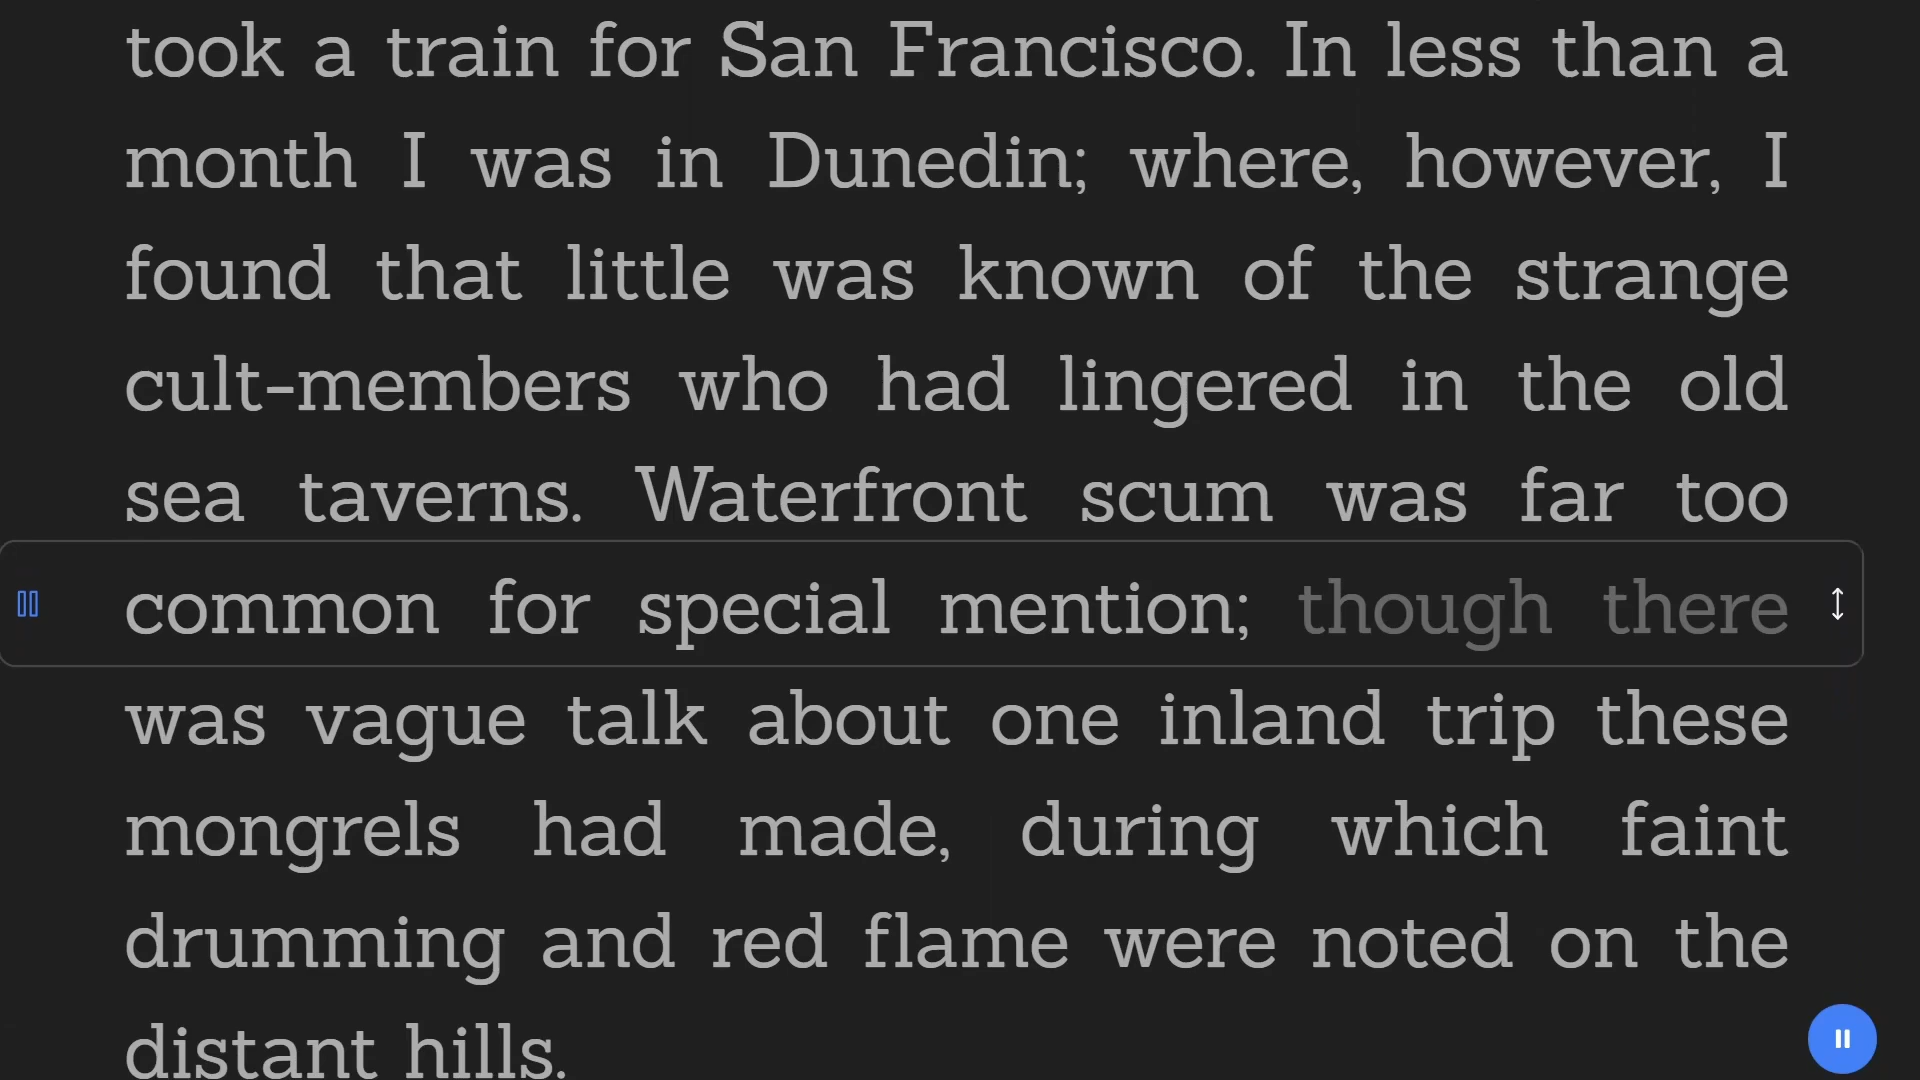 took a train for San Francisco. In less than a
month I was in Dunedin; where, however, I
found that little was known of the strange
cult-members who had lingered in the old
sea taverns. Waterfront scum was far too
common for special mention; though there
was vague talk about one inland trip these
mongrels had made, during which faint
drumming and red flame were noted on the
distant hills.